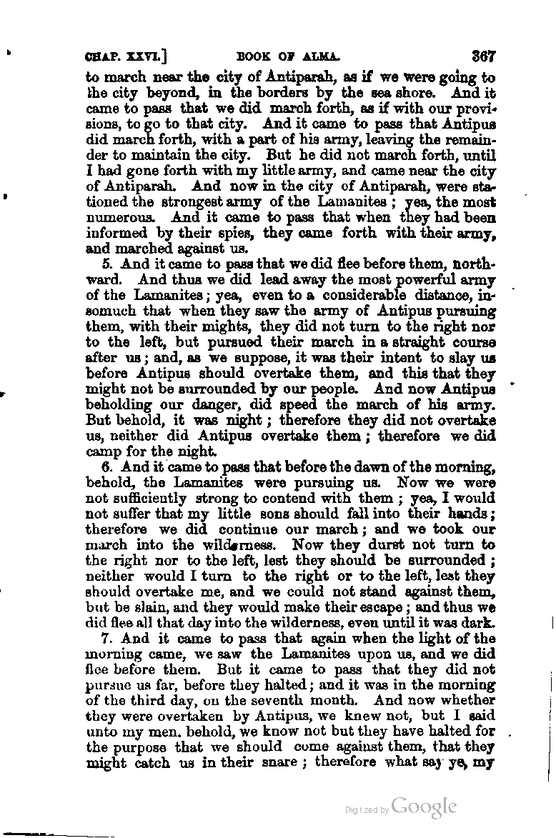 CHAP. XXVI.] BOOK OF ALMA. 367
to march near the city of Antiparah, as if we were going to
the city beyond, in the borders by the sea shore. And it
came to pass that we did march forth, as if with our provi-
sions, to go to that city. And it came to pass that Antipus
did march forth, with a part of his army, leaving the remain-
der to maintain the city. But he did not march forth, until
I had gone forth with my little army, and came near the city
of Antiparah. And now in the city of Antiparah, were sta-
tioned the strongest army of the Lamanites; yea, the most
numerous. And it came to pass that when they had been
informed by their spies, they came forth with their army,
and marched against us.
5. And it came to pass that we did flee before them, north-
ward. And thus we did lead away the most powerful army
of the Lamanites; yea, even to a considerable distance, in-
somuch that when they saw the army of Antipus pursuing
them, with their mights, they did not turn to the right nor
to the left, but pursued their march in a straight course
after us; and, as we suppose, it was their intent to slay us
before Antipus should overtake them, and this that they
might not be surrounded by our people. And now Antipus
beholding our danger, did speed the march of his army.
But behold, it was night; therefore they did not overtake
us, neither did Antipus overtake them; therefore we did
camp for the night.
6. And it came to pass that before the dawn of the morning,
behold, the Lamanites were pursuing us. Now we were
not sufficiently strong to contend with them; yea, I would
not suffer that my little sons should fall into their hands;
therefore we did continue our march; and we took our
march into the wilderness. Now they durst not turn to
the right nor to the left, lest they should be surrounded;
neither would I turn to the right or to the left, lest they
should overtake me, and we could not stand against them,
but be slain, and they would make their escape; and thus we
did flee all that day into the wilderness, even until it was dark.
7. And it came to pass that again when the light of the
morning came, we saw the Lamanites upon us, and we did
flee before them. But it came to pass that they did not
pursue us far, before they halted; and it was in the morning
of the third day, on the seventh month. And now whether
they were overtaken by Antipus, we knew not, but I said
unto my men, behold, we know not but they have halted for
the purpose that we should come against them, that they
might catch us in their snare; therefore what say ye, my
Digitized by Google